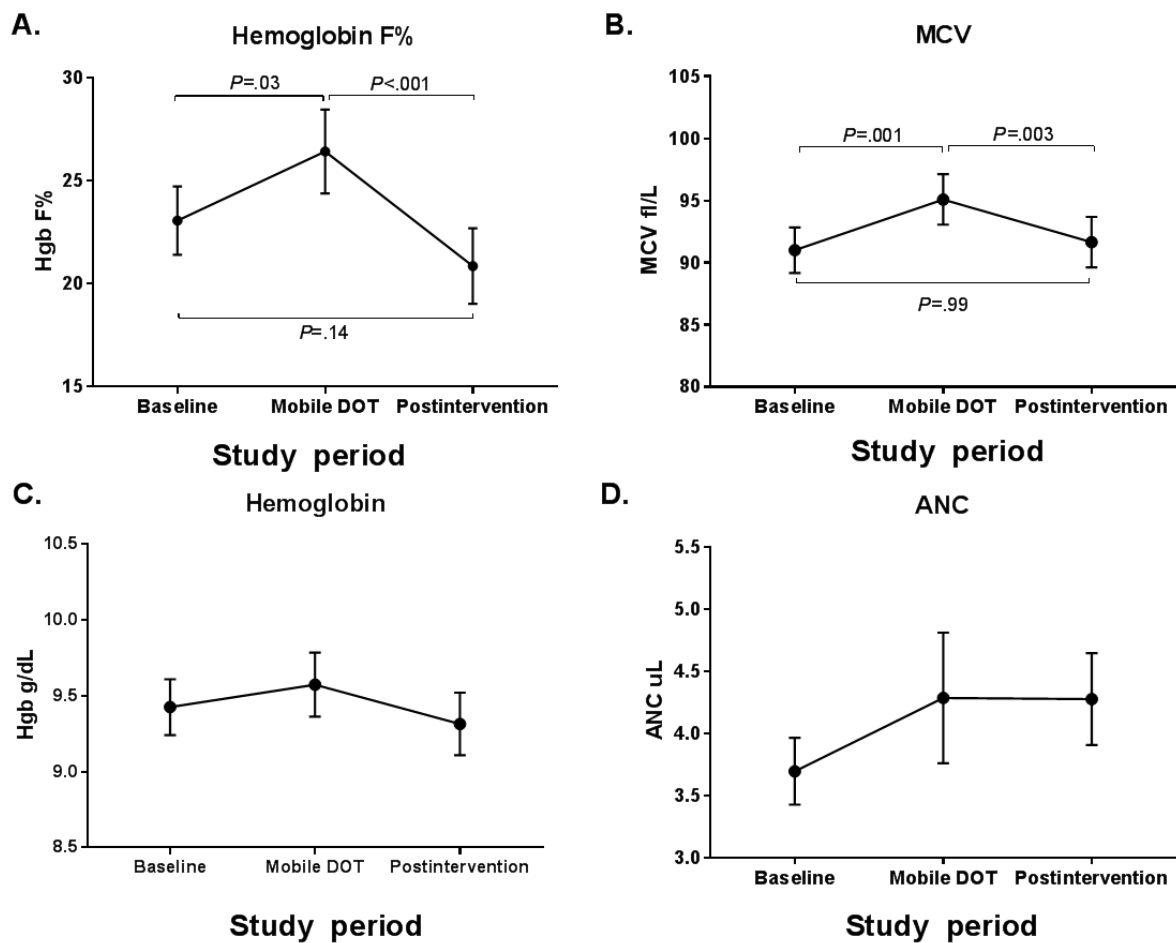 A.
Hemoglobin F%
P=.03
P<.001
30
25
20
15
Hgb F%
P=.14
Baseline Mobile DOT Postintervention
Study period
B.
MCV
105
100
95
90
85
80
MCV fl/L
P=.001
P=.003
P=.99
Baseline Mobile DOT Postintervention
Study period
C.
Hemoglobin
10.5
10.0
9.5
9.0
8.5
Hgb g/dL
Baseline Mobile DOT Postintervention
Study period
D.
ANC
5.5
5.0
4.5
4.0
3.5
3.0
ANC uL
Baseline Mobile DOT Postintervention
Study period